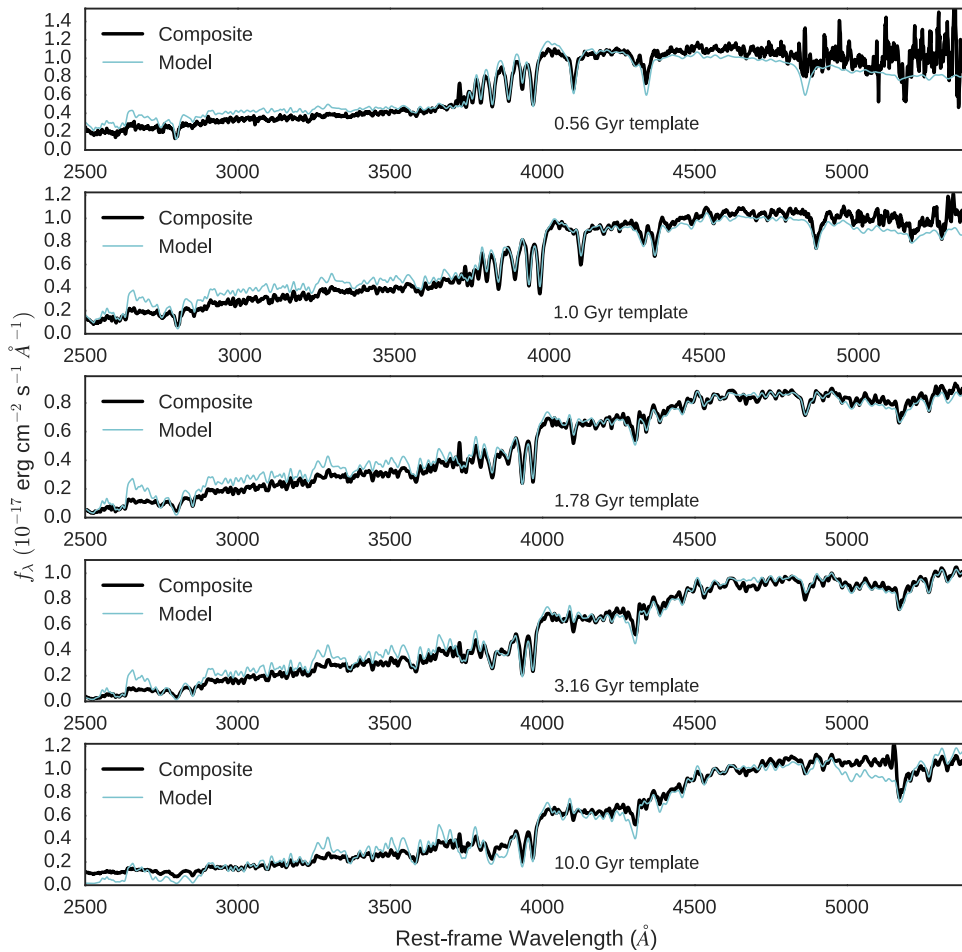 1.4
1.2
1.0
0.8
0.6
0.4
0.2
0.0
Composite
Model
0.56 Gyr template
2500 3000 3500 4000 4500 5000
1.2
1.0
0.8
0.6
0.4
0.2
0.0
Composite
Model
1.0 Gyr template
2500 3000 3500 4000 4500 5000
0.8
0.6
0.4
0.2
0.0
Composite
Model
1.78 Gyr template
2500 3000 3500 4000 4500 5000
1.0
0.8
0.6
0.4
0.2
0.0
Composite
Model
3.16 Gyr template
2500 3000 3500 4000 4500 5000
1.2
1.0
0.8
0.6
0.4
0.2
0.0
Composite
Model
10.0 Gyr template
2500 3000 3500 4000 4500 5000
Rest-frame Wavelength (Å)
f_λ (10⁻¹⁷ erg cm⁻² s⁻¹ Å⁻¹)